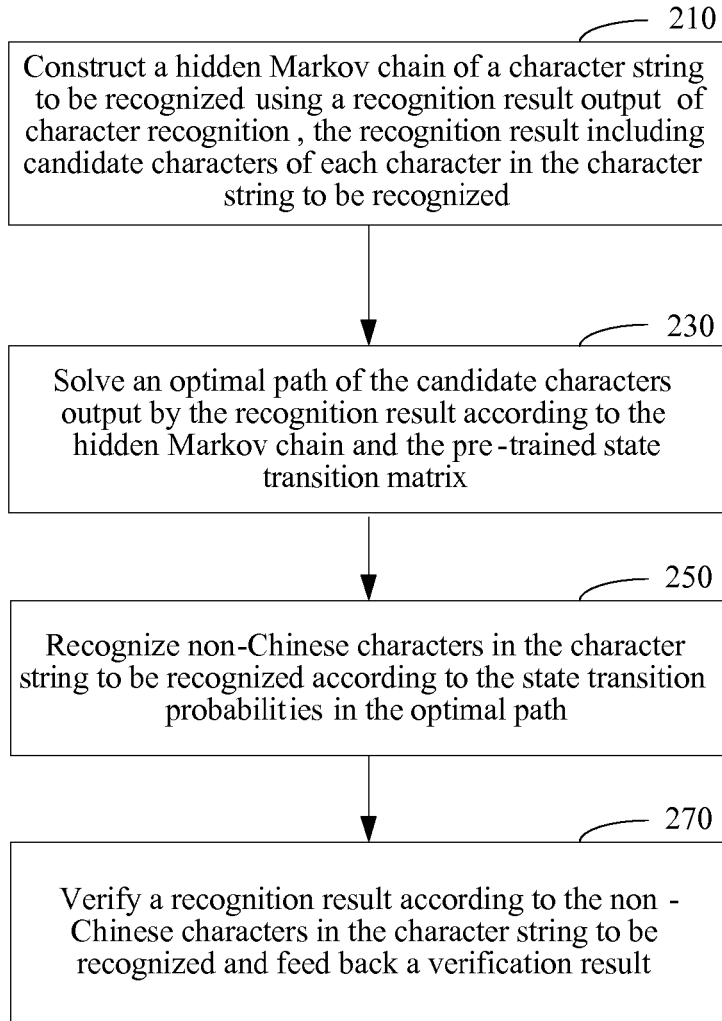 210
Construct a hidden Markov chain of a character string
to be recognized using a recognition result output of
character recognition , the recognition result including
candidate characters of each character in the character
string to be recognized
230
Solve an optimal path of the candidate characters
output by the recognition result according to the
hidden Markov chain and the pre-trained state
transition matrix
250
Recognize non-Chinese characters in the character
string to be recognized according to the state transition
probabilities in the optimal path
270
Verify a recognition result according to the non -
Chinese characters in the character string to be
recognized and feed back a verification result